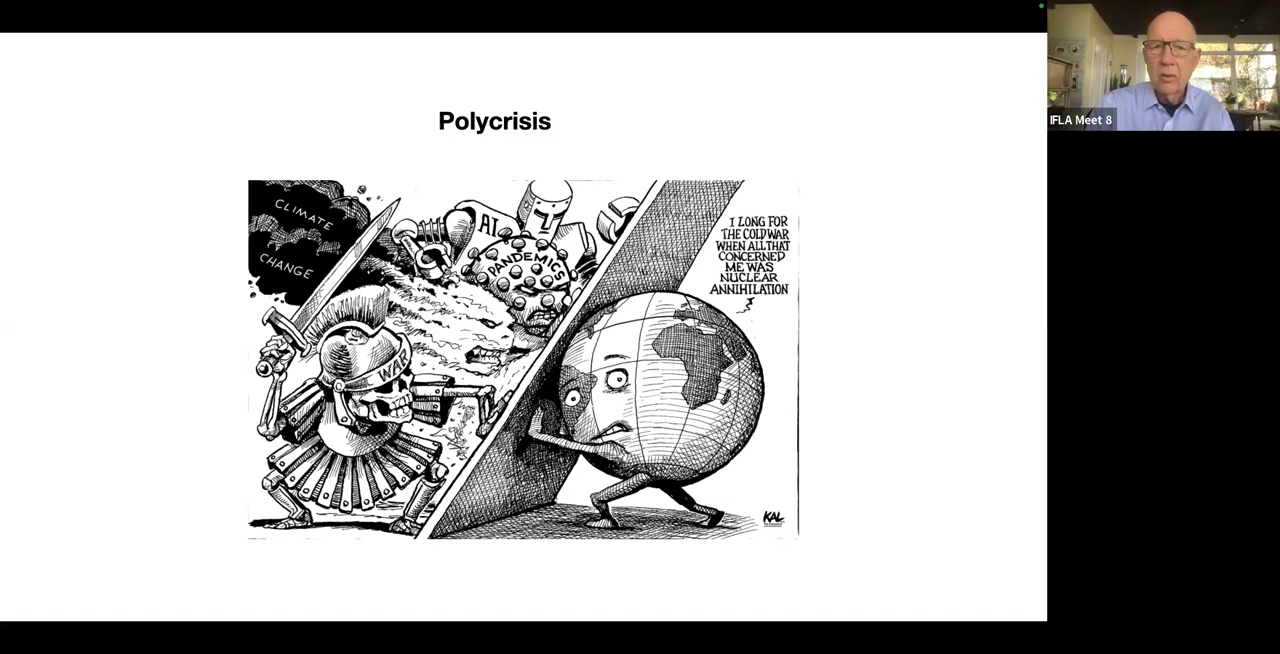 Polycrisis
CLIMATE
CHANGE
AI
PANDEMICS
WAR
I LONG FOR
THE COLD WAR
WHEN ALL THAT
CONCERNED
ME WAS
NUCLEAR
ANNIHILATION
KAL
IFLA Meet 8